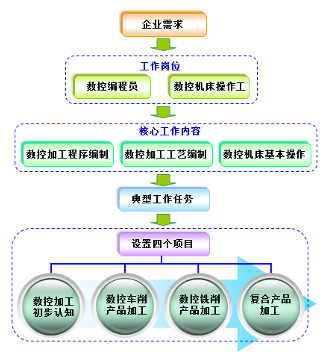 企业需求
工作岗位
数控编程员
数控机床操作工
核心工作内容
数控加工程序编制
数控加工工艺编制
数控机床基本操作
典型工作任务
设置四个项目
数控加工
初步认知
数控车削
产品加工
数控铣削
产品加工
复合产品
加工